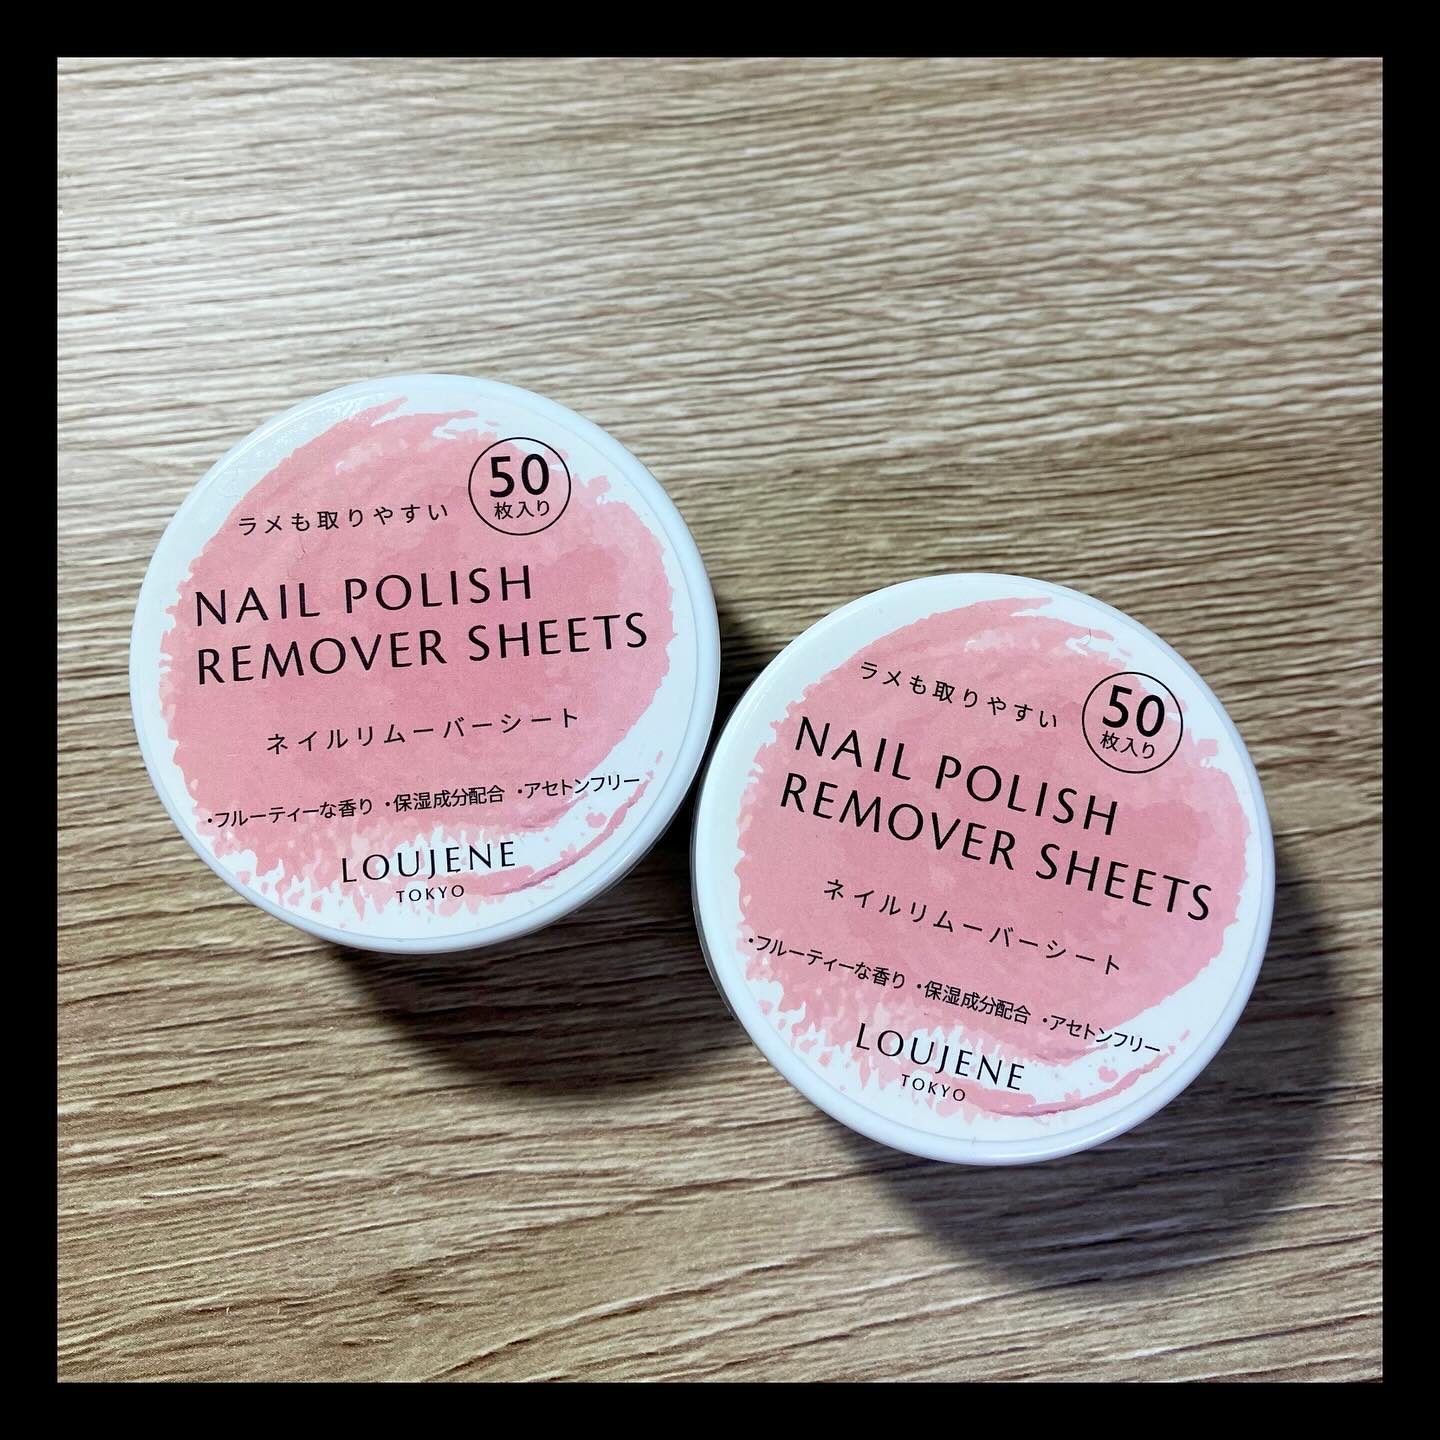 ラメも取りやすい
50
枚入り
NAIL POLISH
REMOVER SHEETS
ネイルリムーバーシート
・フルーティーな香り ・保湿成分配合 ・アセトンフリー
LOUJENE
TOKYO
ラメも取りやすい
50
枚入り
NAIL POLISH
REMOVER SHEETS
ネイルリムーバーシート
・フルーティーな香り ・保湿成分配合 ・アセトンフリー
LOUJENE
TOKYO